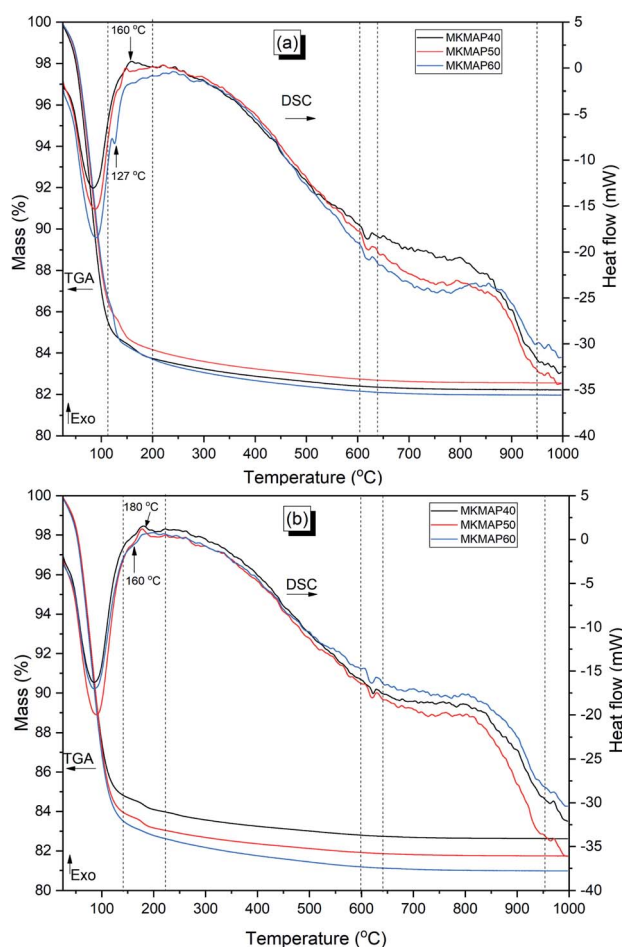 160 °C
(a)
MKMAP40
MKMAP50
MKMAP60
DSC
127 °C
TGA
Exo
Mass (%)
Heat flow (mW)
100
98
96
94
92
90
88
86
84
82
80
5
0
-5
-10
-15
-20
-25
-30
-35
-40
100 200 300 400 500 600 700 800 900 1000
Temperature (°C)
180 °C
(b)
MKMAP40
MKMAP50
MKMAP60
160 °C
DSC
TGA
Exo
Mass (%)
Heat flow (mW)
100
98
96
94
92
90
88
86
84
82
80
5
0
-5
-10
-15
-20
-25
-30
-35
-40
100 200 300 400 500 600 700 800 900 1000
Temperature (°C)